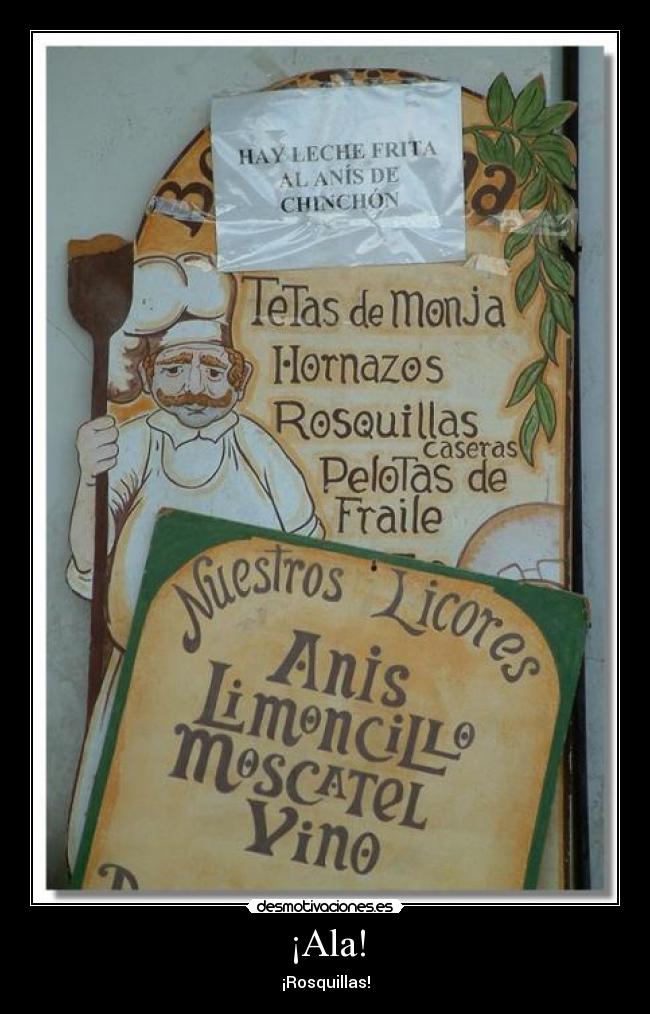 HAY LECHE FRITA
AL ANÍS DE
CHINCHÓN
Tetas de Monja
Hornazos
Rosquillas
caseras
Pelotas de
Fraile
Nuestros Licores
Anis
Limoncillo
Moscatel
Vino
desmotivaciones.es
¡Ala!
¡Rosquillas!